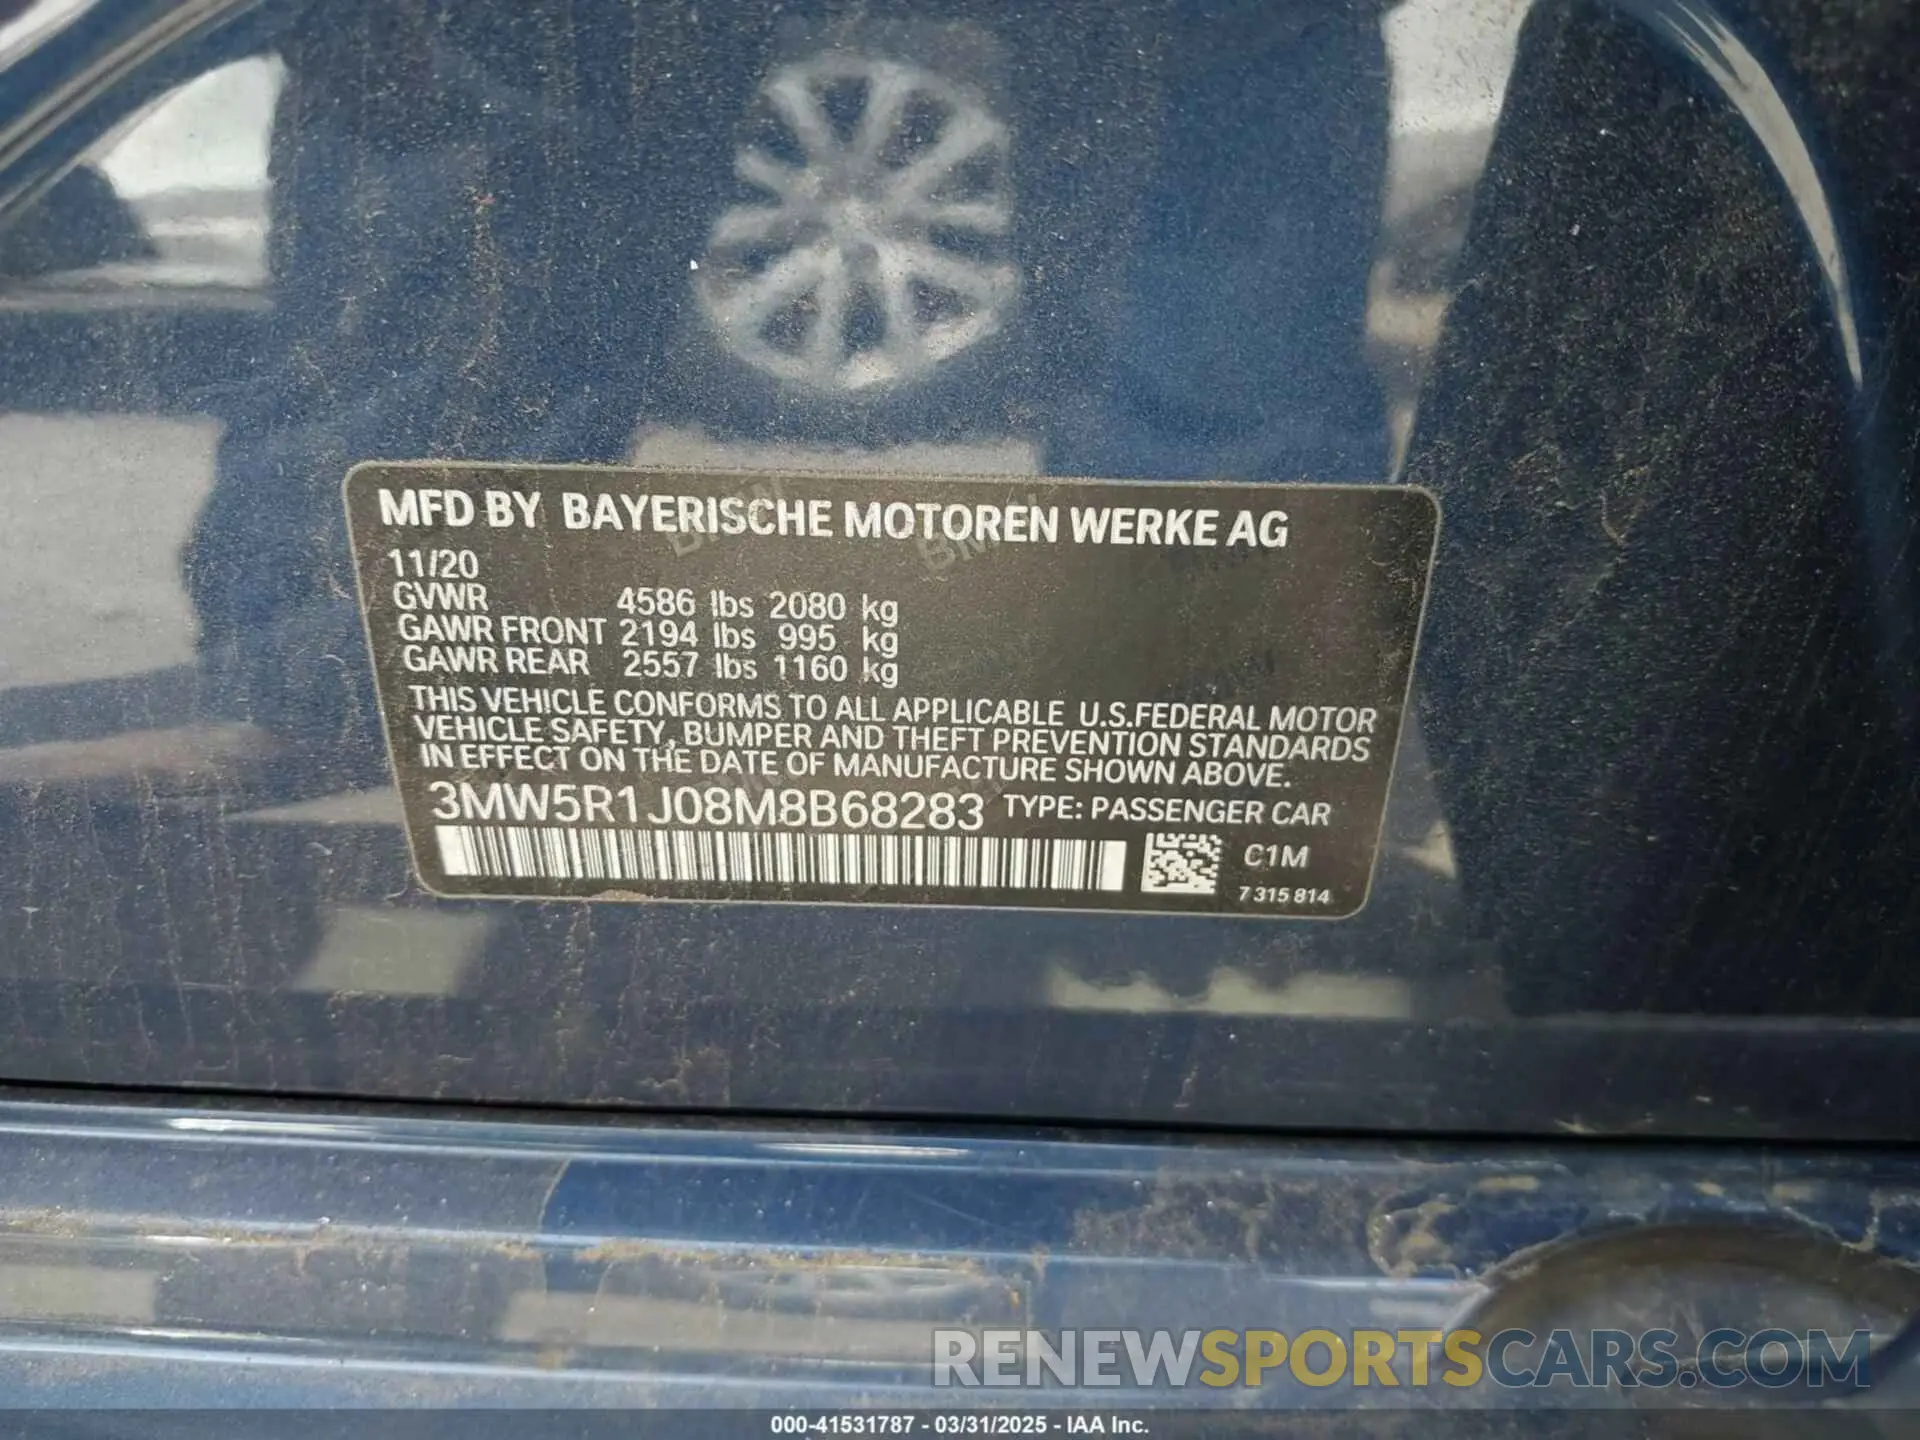 MFD BY BAYERISCHE MOTOREN WERKE AG
11/20
GVWR 4586 lbs 2080 kg
GAWR FRONT 2194 lbs 995 kg
GAWR REAR 2557 lbs 1160 kg
THIS VEHICLE CONFORMS TO ALL APPLICABLE U.S.FEDERAL MOTOR
VEHICLE SAFETY, BUMPER AND THEFT PREVENTION STANDARDS
IN EFFECT ON THE DATE OF MANUFACTURE SHOWN ABOVE.
3MW5R1J08M8B68283 TYPE: PASSENGER CAR
C1M
7 315 814
RENEWSPORTSCARS.COM
000-41531787 - 03/31/2025 - IAA Inc.